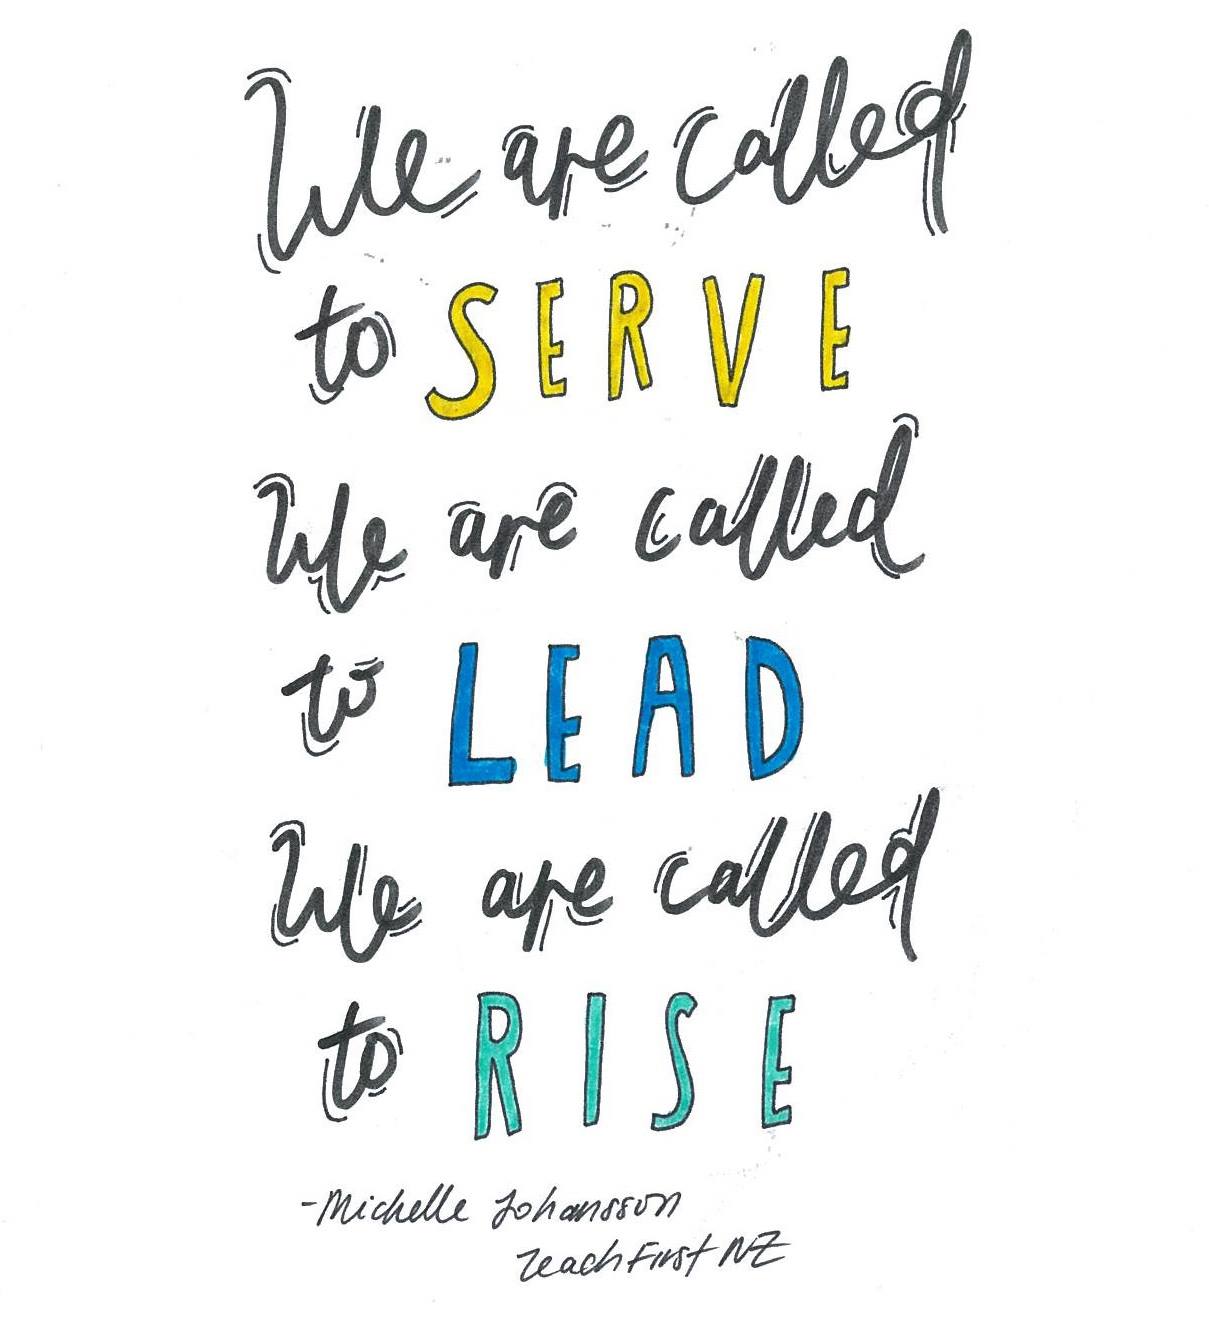 We are called
to SERVE
We are called
to LEAD
We are called
to RISE
-Michelle Johansson
Teach First NZ